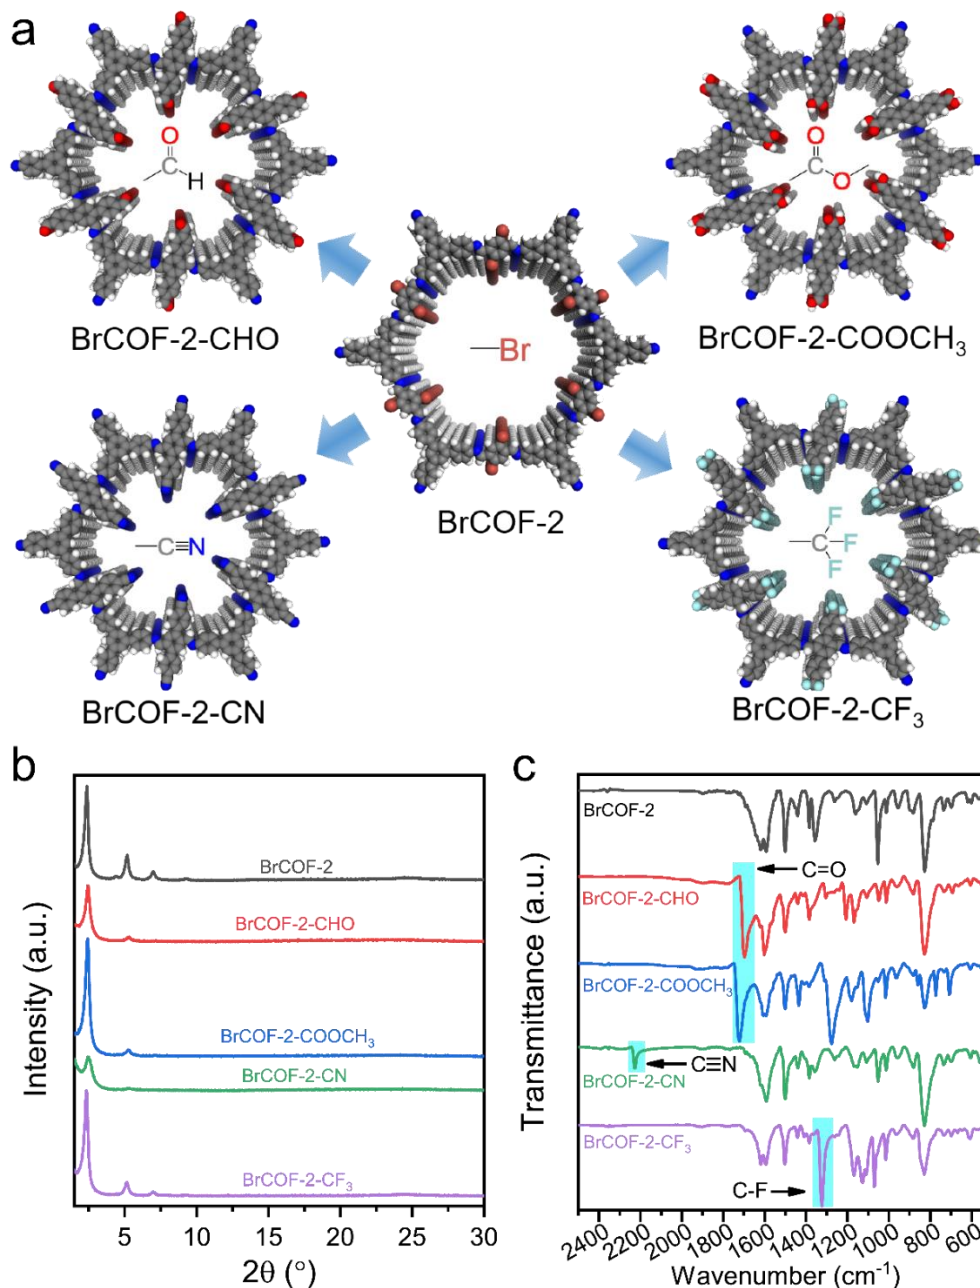 a
O
C
H
BrCOF-2-CHO
O
C
O
BrCOF-2-COOCH₃
Br
BrCOF-2
C≡N
BrCOF-2-CN
F
C F
F
BrCOF-2-CF₃
b
Intensity (a.u.)
BrCOF-2
BrCOF-2-CHO
BrCOF-2-COOCH₃
BrCOF-2-CN
BrCOF-2-CF₃
5 10 15 20 25 30
2θ (°)
c
Transmittance (a.u.)
BrCOF-2
C=O
BrCOF-2-CHO
BrCOF-2-COOCH₃
C≡N
BrCOF-2-CN
BrCOF-2-CF₃
C-F
2400 2200 2000 1800 1600 1400 1200 1000 800 600
Wavenumber (cm⁻¹)